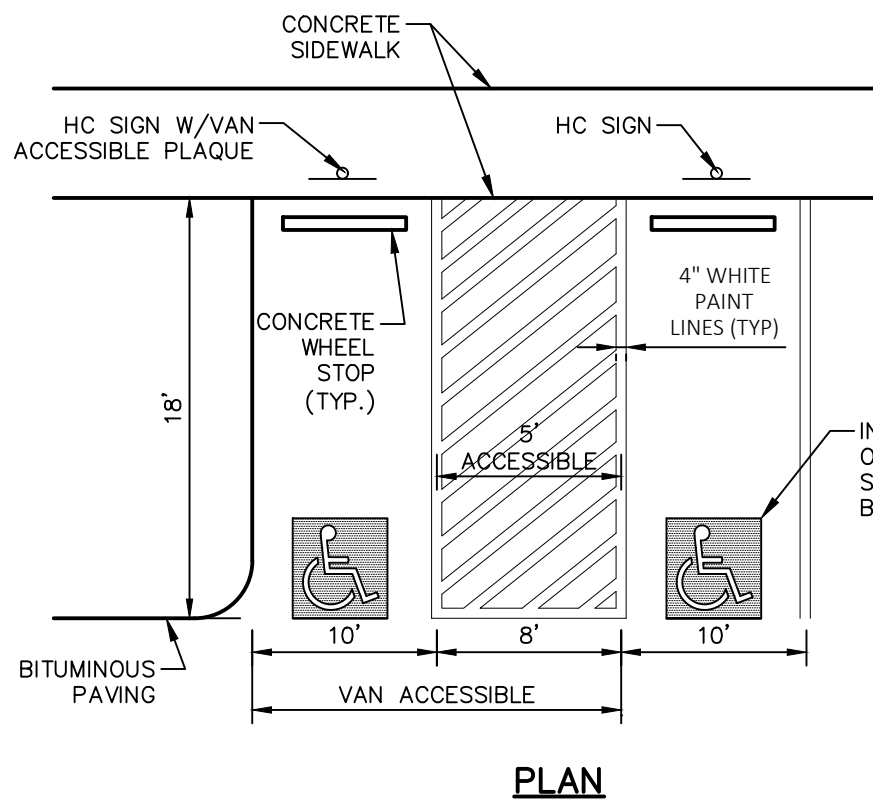 CONCRETE
SIDEWALK
HC SIGN W/VAN
ACCESSIBLE PLAQUE
HC SIGN
4" WHITE
PAINT
LINES (TYP)
CONCRETE
WHEEL
STOP
(TYP.)
18'
5'
ACCESSIBLE
IN
O
S
B
10'
8'
10'
BITUMINOUS
PAVING
VAN ACCESSIBLE
PLAN